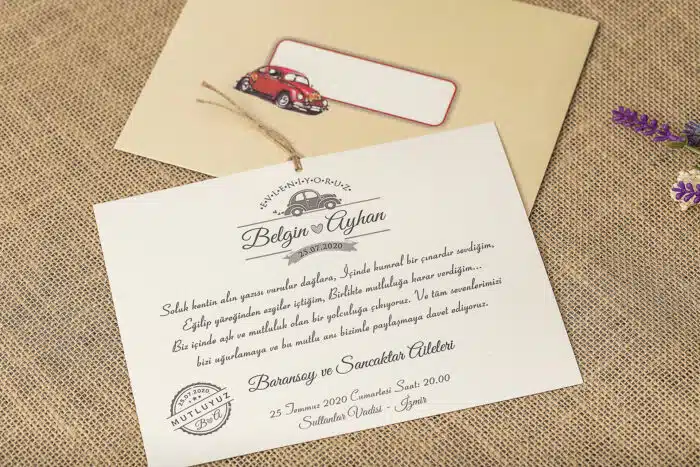 EVLENİYORUZ
Belgin Ayhan
25.07.2020
Soluk kentin alın yazısı vurulur dağlara, İçinde kumral bir çınardır sevdiğim,
Eğilip yüreğinden ezgiler içtiğim, Birlikte mutluluğa karar verdiğim...
Biz içinde aşk ve mutluluk olan bir yolculuğa çıkıyoruz. Ve tüm sevenlerimizi
bizi uğurlamaya ve bu mutlu anı bizimle paylaşmaya davet ediyoruz.
Baransoy ve Sancaktar Aileleri
25 Temmuz 2020 Cumartesi Saat: 20.00
Sultanlar Vadisi - İzmir
25.07.2020
MUTLUYUZ
B&A